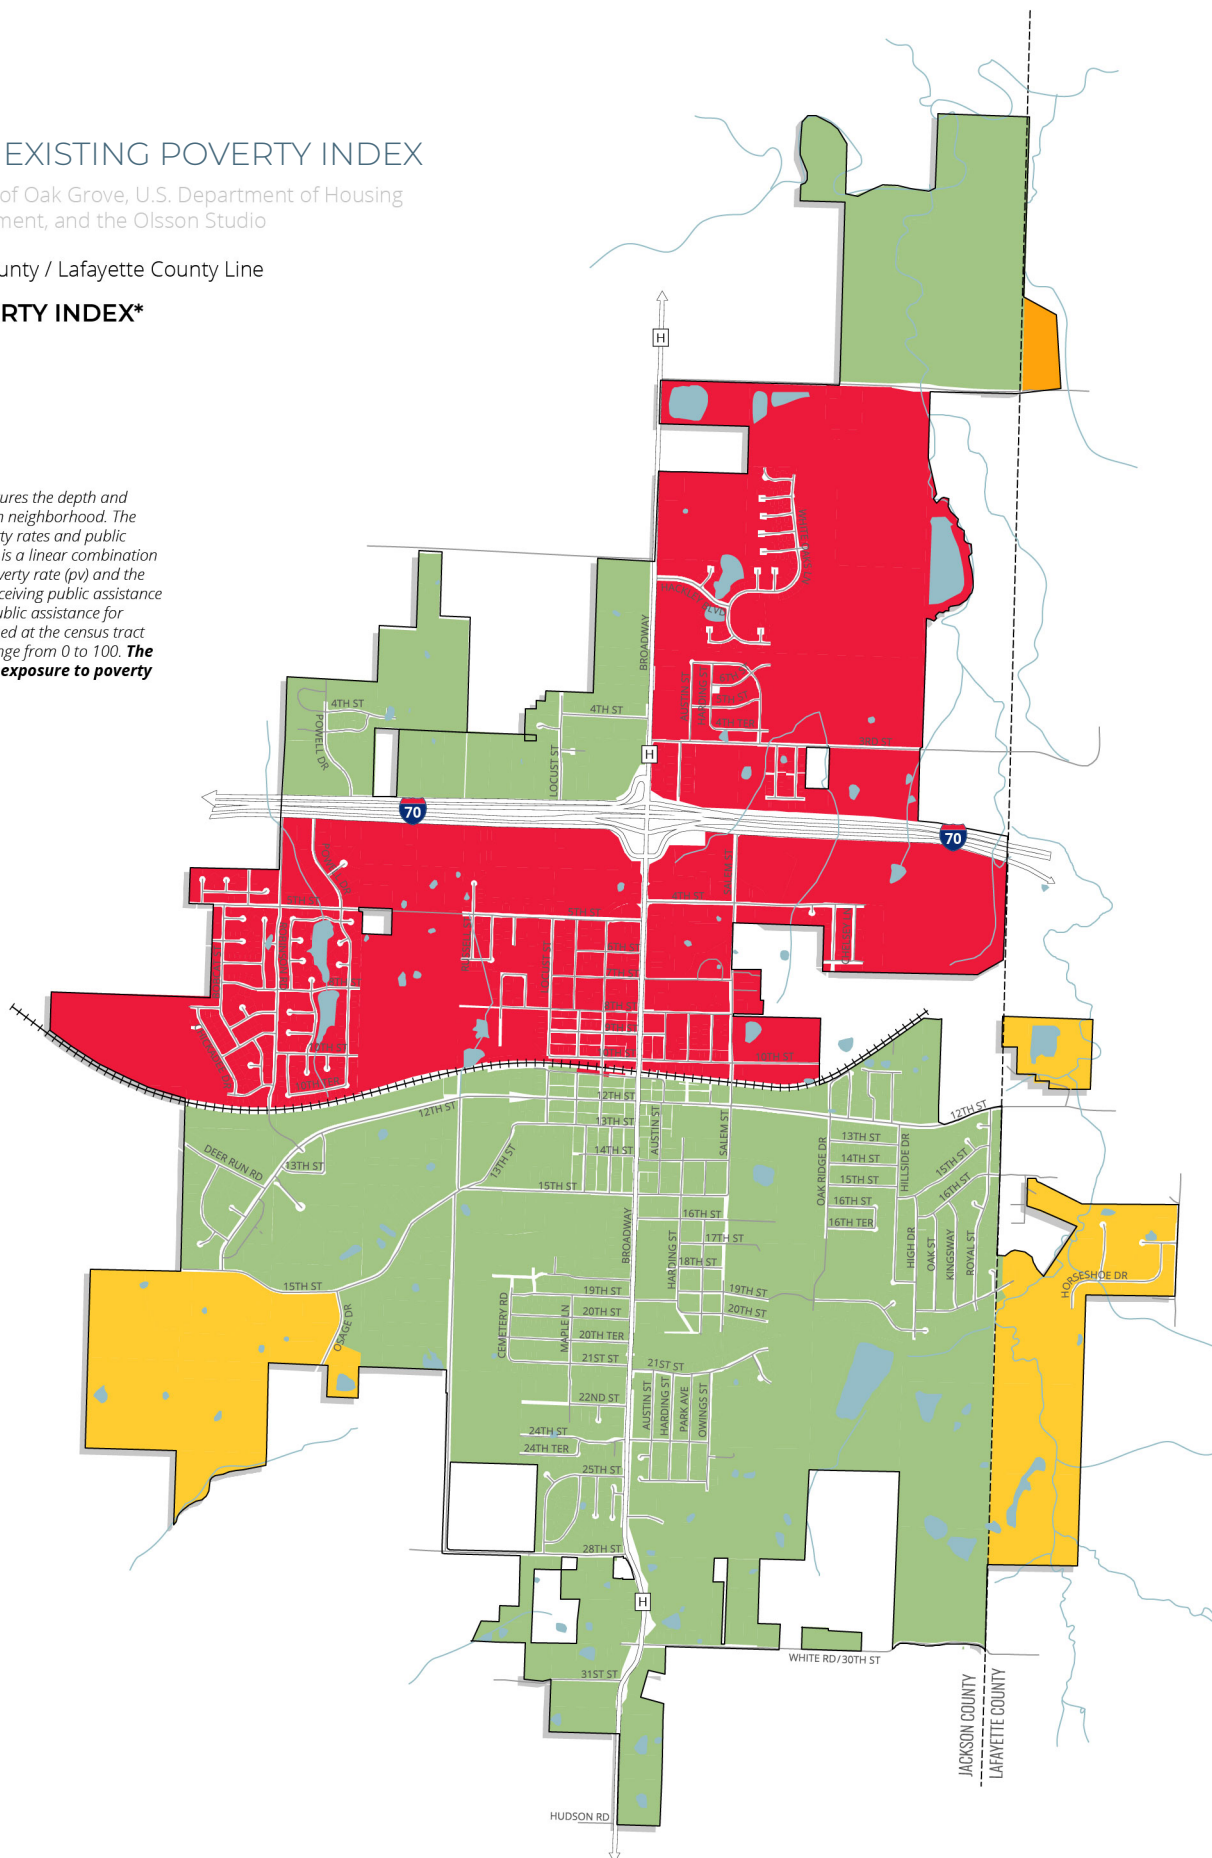 EXISTING POVERTY INDEX
of Oak Grove, U.S. Department of Housing
ment, and the Olsson Studio
unty / Lafayette County Line
RTY INDEX*
ures the depth and
n neighborhood. The
ty rates and public
is a linear combination
verty rate (pv) and the
ceiving public assistance
ublic assistance for
ed at the census tract
nge from 0 to 100. The
exposure to poverty
H
BROADWAY
4TH ST
POWELL DR
4TH ST
LOCUST ST
H
70
70
12TH ST
12TH ST
12TH ST
13TH ST
AUSTIN ST
SALEM ST
14TH ST
13TH ST
13TH ST
DEER RUN RD
15TH ST
OAK RIDGE DR
13TH ST
14TH ST
15TH ST
16TH ST
16TH TER
HILLSIDE DR
15TH ST
16TH ST
HIGH DR
OAK ST
KINGSWAY
ROYAL ST
BROADWAY
16TH ST
17TH ST
HARDING ST
18TH ST
19TH ST
20TH ST
15TH ST
OSAGE DR
HORSESHOE DR
CEMETERY RD
MAPLE LN
19TH ST
20TH ST
20TH TER
21ST ST
21ST ST
22ND ST
AUSTIN ST
HARDING ST
PARK AVE
OWINGS ST
24TH ST
24TH TER
25TH ST
28TH ST
H
WHITE RD/30TH ST
31ST ST
JACKSON COUNTY
LAFAYETTE COUNTY
HUDSON RD